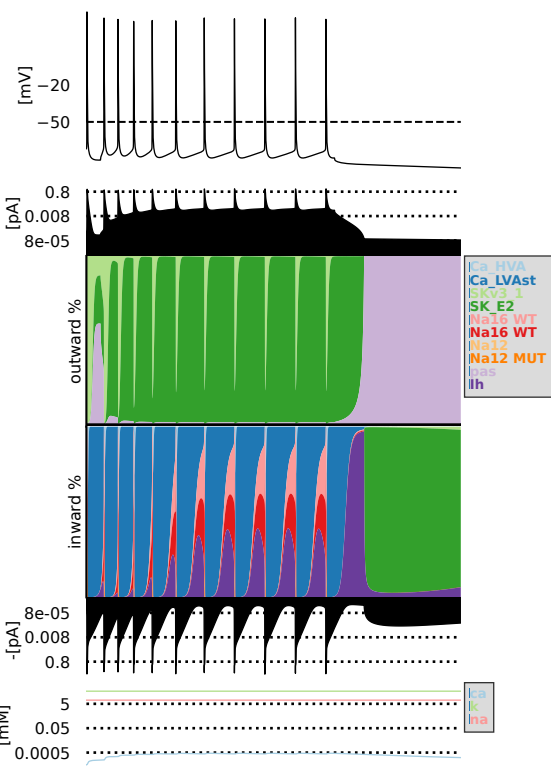 [mV]
−20
−50
[pA]
0.8
0.008
8e-05
outward %
Ca_HVA
Ca_LVAst
SKv3_1
SK_E2
Na16 WT
Na16 WT
Na12
Na12 MUT
pas
Ih
inward %
-[pA]
8e-05
0.008
0.8
[mM]
5
0.05
0.0005
ca
k
na